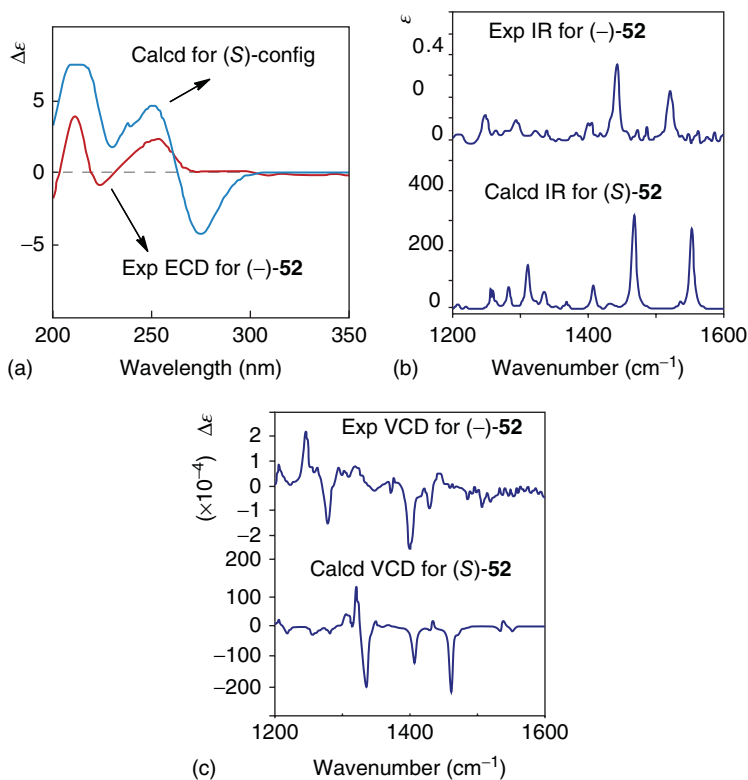 Δε
Calcd for (S)-config
5
0
−5
Exp ECD for (−)-52
200 250 300 350
Wavelength (nm)
(a)
ε
Exp IR for (−)-52
0.4
0
0
Calcd IR for (S)-52
400
200
0
1200 1400 1600
Wavenumber (cm−1)
(b)
(×10−4) Δε
Exp VCD for (−)-52
2
1
0
−1
−2
Calcd VCD for (S)-52
200
100
0
−100
−200
1200 1400 1600
Wavenumber (cm−1)
(c)